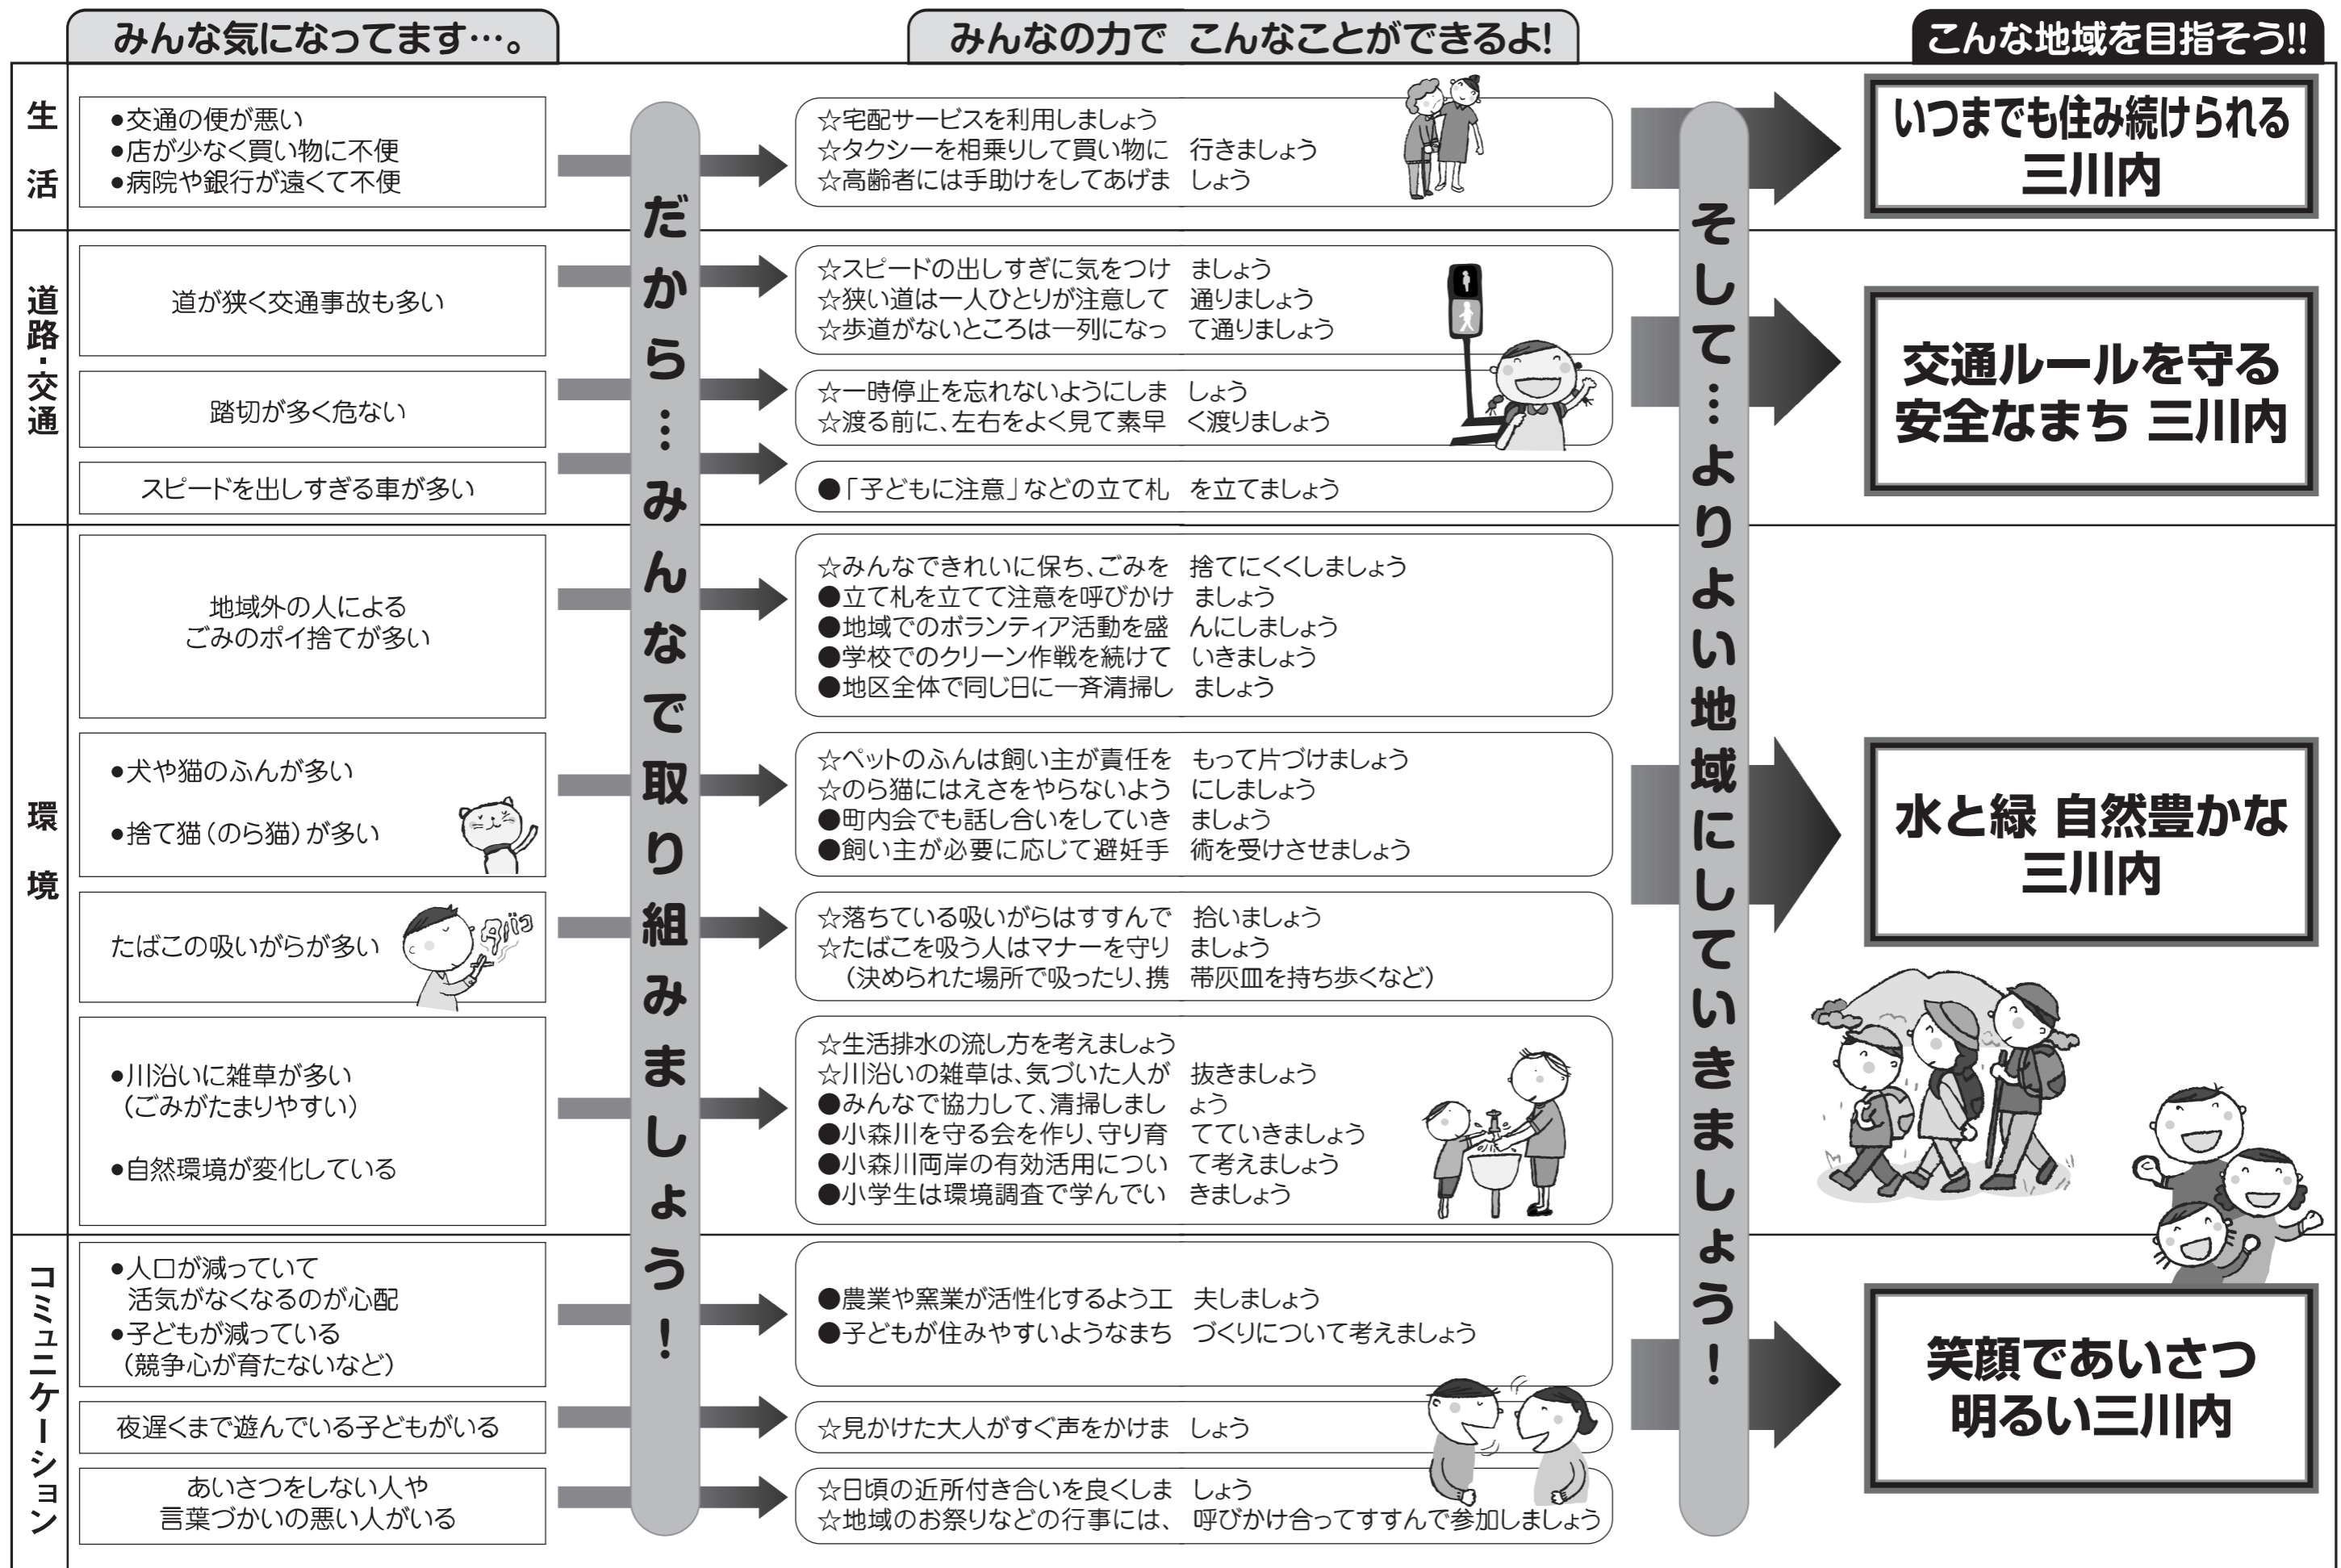 みんな気になってます…。
みんなの力で こんなことができるよ!
こんな地域を目指そう!!
生活
●交通の便が悪い
●店が少なく買い物に不便
●病院や銀行が遠くて不便
だから…みんなで取り組みましょう!
☆宅配サービスを利用しましょう
☆タクシーを相乗りして買い物に 行きましょう
☆高齢者には手助けをしてあげま しょう
そして…よりよい地域にしていきましょう!
いつまでも住み続けられる
三川内
道路・交通
道が狭く交通事故も多い
☆スピードの出しすぎに気をつけ ましょう
☆狭い道は一人ひとりが注意して 通りましょう
☆歩道がないところは一列になっ て通りましょう
踏切が多く危ない
☆一時停止を忘れないようにしま しょう
☆渡る前に、左右をよく見て素早 く渡りましょう
スピードを出しすぎる車が多い
●「子どもに注意」などの立て札 を立てましょう
交通ルールを守る
安全なまち 三川内
環境
地域外の人による
ごみのポイ捨てが多い
☆みんなできれいに保ち、ごみを 捨てにくくしましょう
●立て札を立てて注意を呼びかけ ましょう
●地域でのボランティア活動を盛 んにしましょう
●学校でのクリーン作戦を続けて いきましょう
●地区全体で同じ日に一斉清掃し ましょう
●犬や猫のふんが多い
●捨て猫(のら猫)が多い
☆ペットのふんは飼い主が責任を もって片づけましょう
☆のら猫にはえさをやらないよう にしましょう
●町内会でも話し合いをしていき ましょう
●飼い主が必要に応じて避妊手 術を受けさせましょう
たばこの吸いがらが多い
タバコ
☆落ちている吸いがらはすすんで 拾いましょう
☆たばこを吸う人はマナーを守り ましょう
(決められた場所で吸ったり、携 帯灰皿を持ち歩くなど)
●川沿いに雑草が多い
(ごみがたまりやすい)
●自然環境が変化している
☆生活排水の流し方を考えましょう
☆川沿いの雑草は、気づいた人が 抜きましょう
●みんなで協力して、清掃しまし ょう
●小森川を守る会を作り、守り育 てていきましょう
●小森川両岸の有効活用につい て考えましょう
●小学生は環境調査で学んでい きましょう
水と緑 自然豊かな
三川内
コミュニケーション
●人口が減っていて
活気がなくなるのが心配
●子どもが減っている
(競争心が育たないなど)
●農業や窯業が活性化するよう工 夫しましょう
●子どもが住みやすいようなまち づくりについて考えましょう
夜遅くまで遊んでいる子どもがいる
☆見かけた大人がすぐ声をかけま しょう
あいさつをしない人や
言葉づかいの悪い人がいる
☆日頃の近所付き合いを良くしま しょう
☆地域のお祭りなどの行事には、 呼びかけ合ってすすんで参加しましょう
笑顔であいさつ
明るい三川内